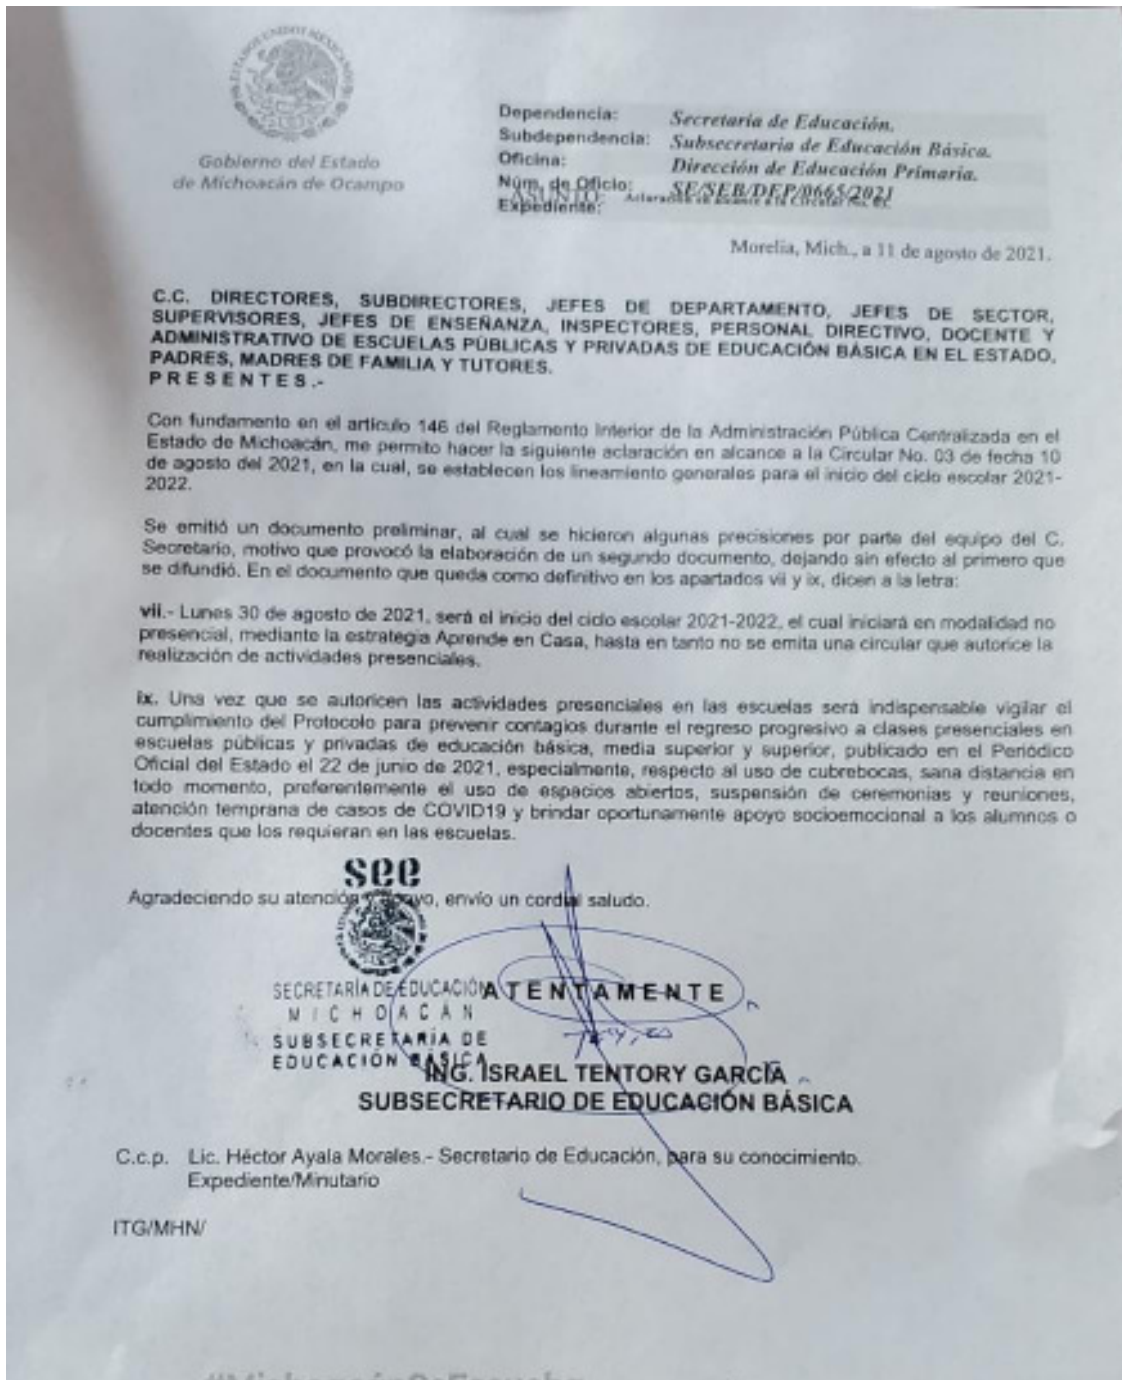 ESTADOS UNIDOS MEXICANOS
Gobierno del Estado
de Michoacán de Ocampo
Dependencia: Secretaría de Educación.
Subdependencia: Subsecretaria de Educación Básica.
Oficina: Dirección de Educación Primaria.
Núm. de Oficio: SE/SEB/DEP/0665/2021
ASUNTO: Aclaración en alcance a la Circular No. 03.
Expediente:
Morelia, Mich., a 11 de agosto de 2021.
C.C. DIRECTORES, SUBDIRECTORES, JEFES DE DEPARTAMENTO, JEFES DE SECTOR,
SUPERVISORES, JEFES DE ENSEÑANZA, INSPECTORES, PERSONAL DIRECTIVO, DOCENTE Y
ADMINISTRATIVO DE ESCUELAS PÚBLICAS Y PRIVADAS DE EDUCACIÓN BÁSICA EN EL ESTADO,
PADRES, MADRES DE FAMILIA Y TUTORES.
P R E S E N T E S .-
Con fundamento en el artículo 146 del Reglamento Interior de la Administración Pública Centralizada en el
Estado de Michoacán, me permito hacer la siguiente aclaración en alcance a la Circular No. 03 de fecha 10
de agosto del 2021, en la cual, se establecen los lineamiento generales para el inicio del ciclo escolar 2021-
2022.
Se emitió un documento preliminar, al cual se hicieron algunas precisiones por parte del equipo del C.
Secretario, motivo que provocó la elaboración de un segundo documento, dejando sin efecto al primero que
se difundió. En el documento que queda como definitivo en los apartados vii y ix, dicen a la letra:
vii.- Lunes 30 de agosto de 2021, será el inicio del ciclo escolar 2021-2022, el cual iniciará en modalidad no
presencial, mediante la estrategia Aprende en Casa, hasta en tanto no se emita una circular que autorice la
realización de actividades presenciales.
ix. Una vez que se autoricen las actividades presenciales en las escuelas será indispensable vigilar el
cumplimiento del Protocolo para prevenir contagios durante el regreso progresivo a clases presenciales en
escuelas públicas y privadas de educación básica, media superior y superior, publicado en el Periódico
Oficial del Estado el 22 de junio de 2021, especialmente, respecto al uso de cubrebocas, sana distancia en
todo momento, preferentemente el uso de espacios abiertos, suspensión de ceremonias y reuniones,
atención temprana de casos de COVID19 y brindar oportunamente apoyo socioemocional a los alumnos o
docentes que los requieran en las escuelas.
see
Agradeciendo su atención y apoyo, envío un cordial saludo.
SECRETARÍA DE EDUCACIÓN
MICHOACÁN
SUBSECRETARÍA DE
EDUCACIÓN BÁSICA
A T E N T A M E N T E
ING. ISRAEL TENTORY GARCÍA
SUBSECRETARIO DE EDUCACIÓN BÁSICA
C.c.p. Lic. Héctor Ayala Morales.- Secretario de Educación, para su conocimiento.
Expediente/Minutario
ITG/MHN/